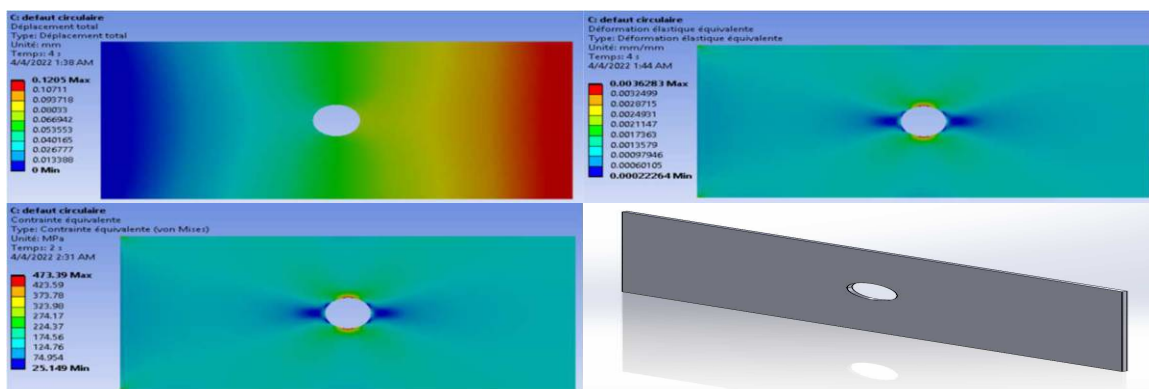 C: defaut circulaire
Déplacement total
Type: Déplacement total
Unité: mm
Temps: 4 s
4/4/2022 1:38 AM
0.1205 Max
0.10711
0.093718
0.08033
0.066942
0.053553
0.040165
0.026777
0.013388
0 Min
C: defaut circulaire
Déformation élastique équivalente
Type: Déformation élastique équivalente
Unité: mm/mm
Temps: 4 s
4/4/2022 1:44 AM
0.0036283 Max
0.0032499
0.0028715
0.0024931
0.0021147
0.0017363
0.0013579
0.00097946
0.00060105
0.00022264 Min
C: defaut circulaire
Contrainte équivalente
Type: Contrainte équivalente (von Mises)
Unité: MPa
Temps: 2 s
4/4/2022 2:31 AM
473.39 Max
423.59
373.78
323.98
274.17
224.37
174.56
124.76
74.954
25.149 Min